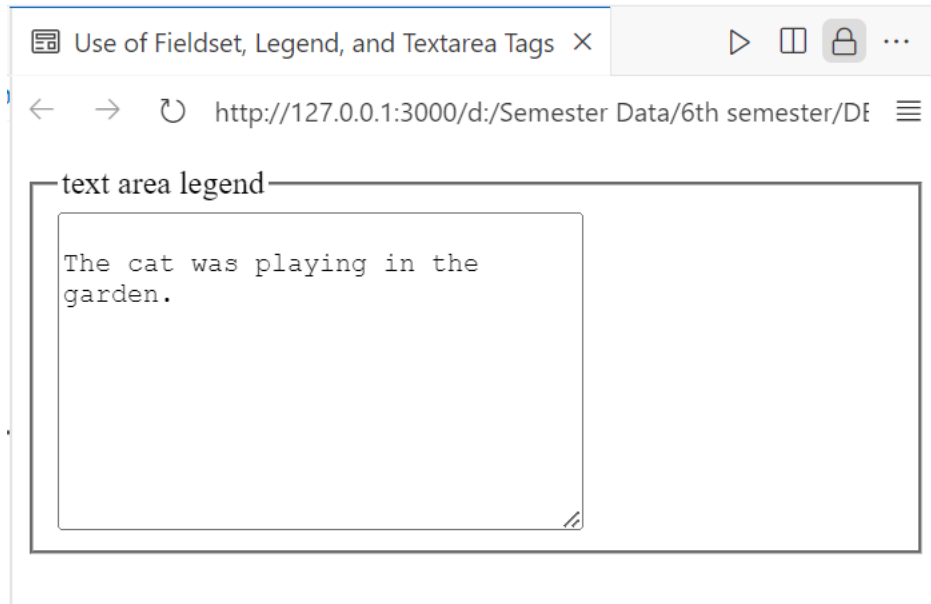 Use of Fieldset, Legend, and Textarea Tags
http://127.0.0.1:3000/d:/Semester Data/6th semester/DE
text area legend
The cat was playing in the
garden.